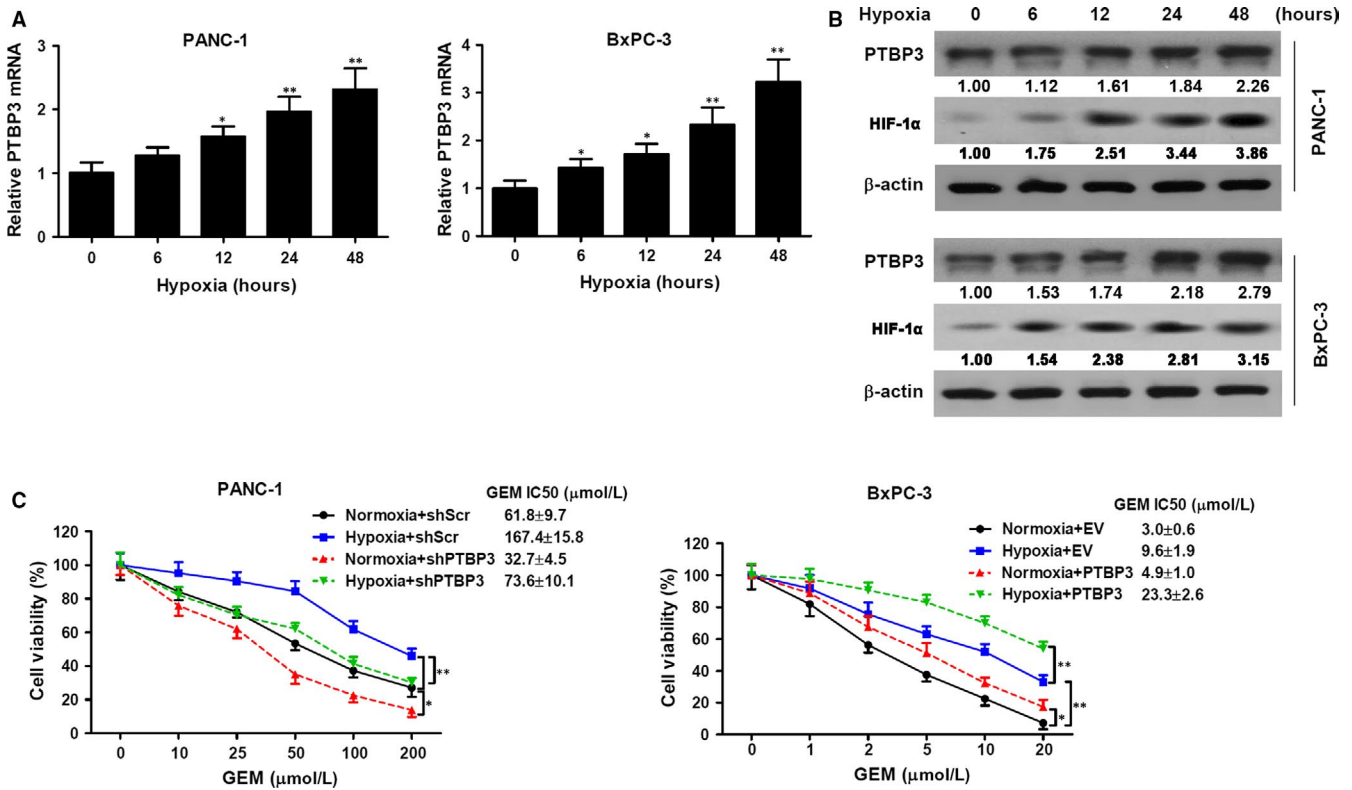 A
PANC-1
Relative PTBP3 mRNA
3
2
1
0
*
**
**
0 6 12 24 48
Hypoxia (hours)
BxPC-3
Relative PTBP3 mRNA
4
3
2
1
0
*
*
**
**
0 6 12 24 48
Hypoxia (hours)
B
Hypoxia 0 6 12 24 48 (hours)
PTBP3
1.00 1.12 1.61 1.84 2.26
HIF-1α
1.00 1.75 2.51 3.44 3.86
β-actin
PANC-1
PTBP3
1.00 1.53 1.74 2.18 2.79
HIF-1α
1.00 1.54 2.38 2.81 3.15
β-actin
BxPC-3
C
PANC-1
GEM IC50 (μmol/L)
Normoxia+shScr 61.8±9.7
Hypoxia+shScr 167.4±15.8
Normoxia+shPTBP3 32.7±4.5
Hypoxia+shPTBP3 73.6±10.1
Cell viability (%)
120
100
80
60
40
20
0
**
*
0 10 25 50 100 200
GEM (μmol/L)
BxPC-3
GEM IC50 (μmol/L)
Normoxia+EV 3.0±0.6
Hypoxia+EV 9.6±1.9
Normoxia+PTBP3 4.9±1.0
Hypoxia+PTBP3 23.3±2.6
Cell viability (%)
120
100
80
60
40
20
0
**
**
*
0 1 2 5 10 20
GEM (μmol/L)